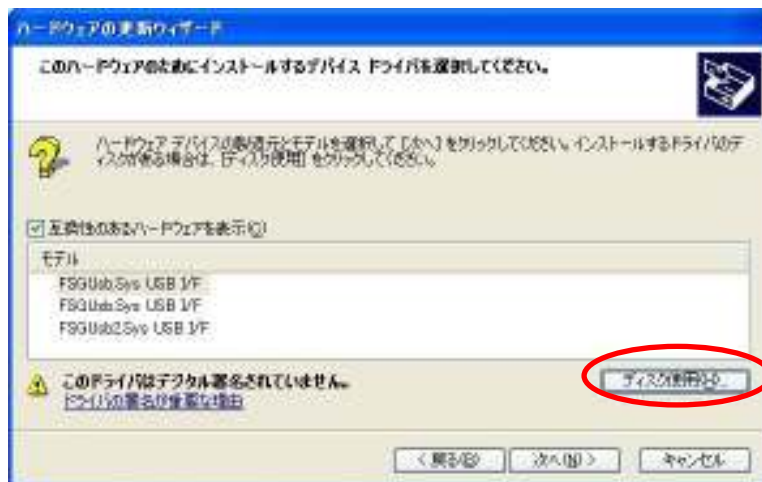 ハードウェアの更新ウィザード
このハードウェアのためにインストールするデバイス ドライバを選択してください。
ハードウェア デバイスの製造元とモデルを選択して [次へ] をクリックしてください。インストールするドライバのデ
ィスクがある場合は、[ディスク使用] をクリックしてください。
互換性のあるハードウェアを表示(C)
モデル
FSGUsb.Sys USB I/F
FSGUsb.Sys USB I/F
FSGUsb2.Sys USB I/F
このドライバはデジタル署名されていません。
ディスク使用(H)...
ドライバの署名が重要な理由
< 戻る(B)
次へ(N) >
キャンセル